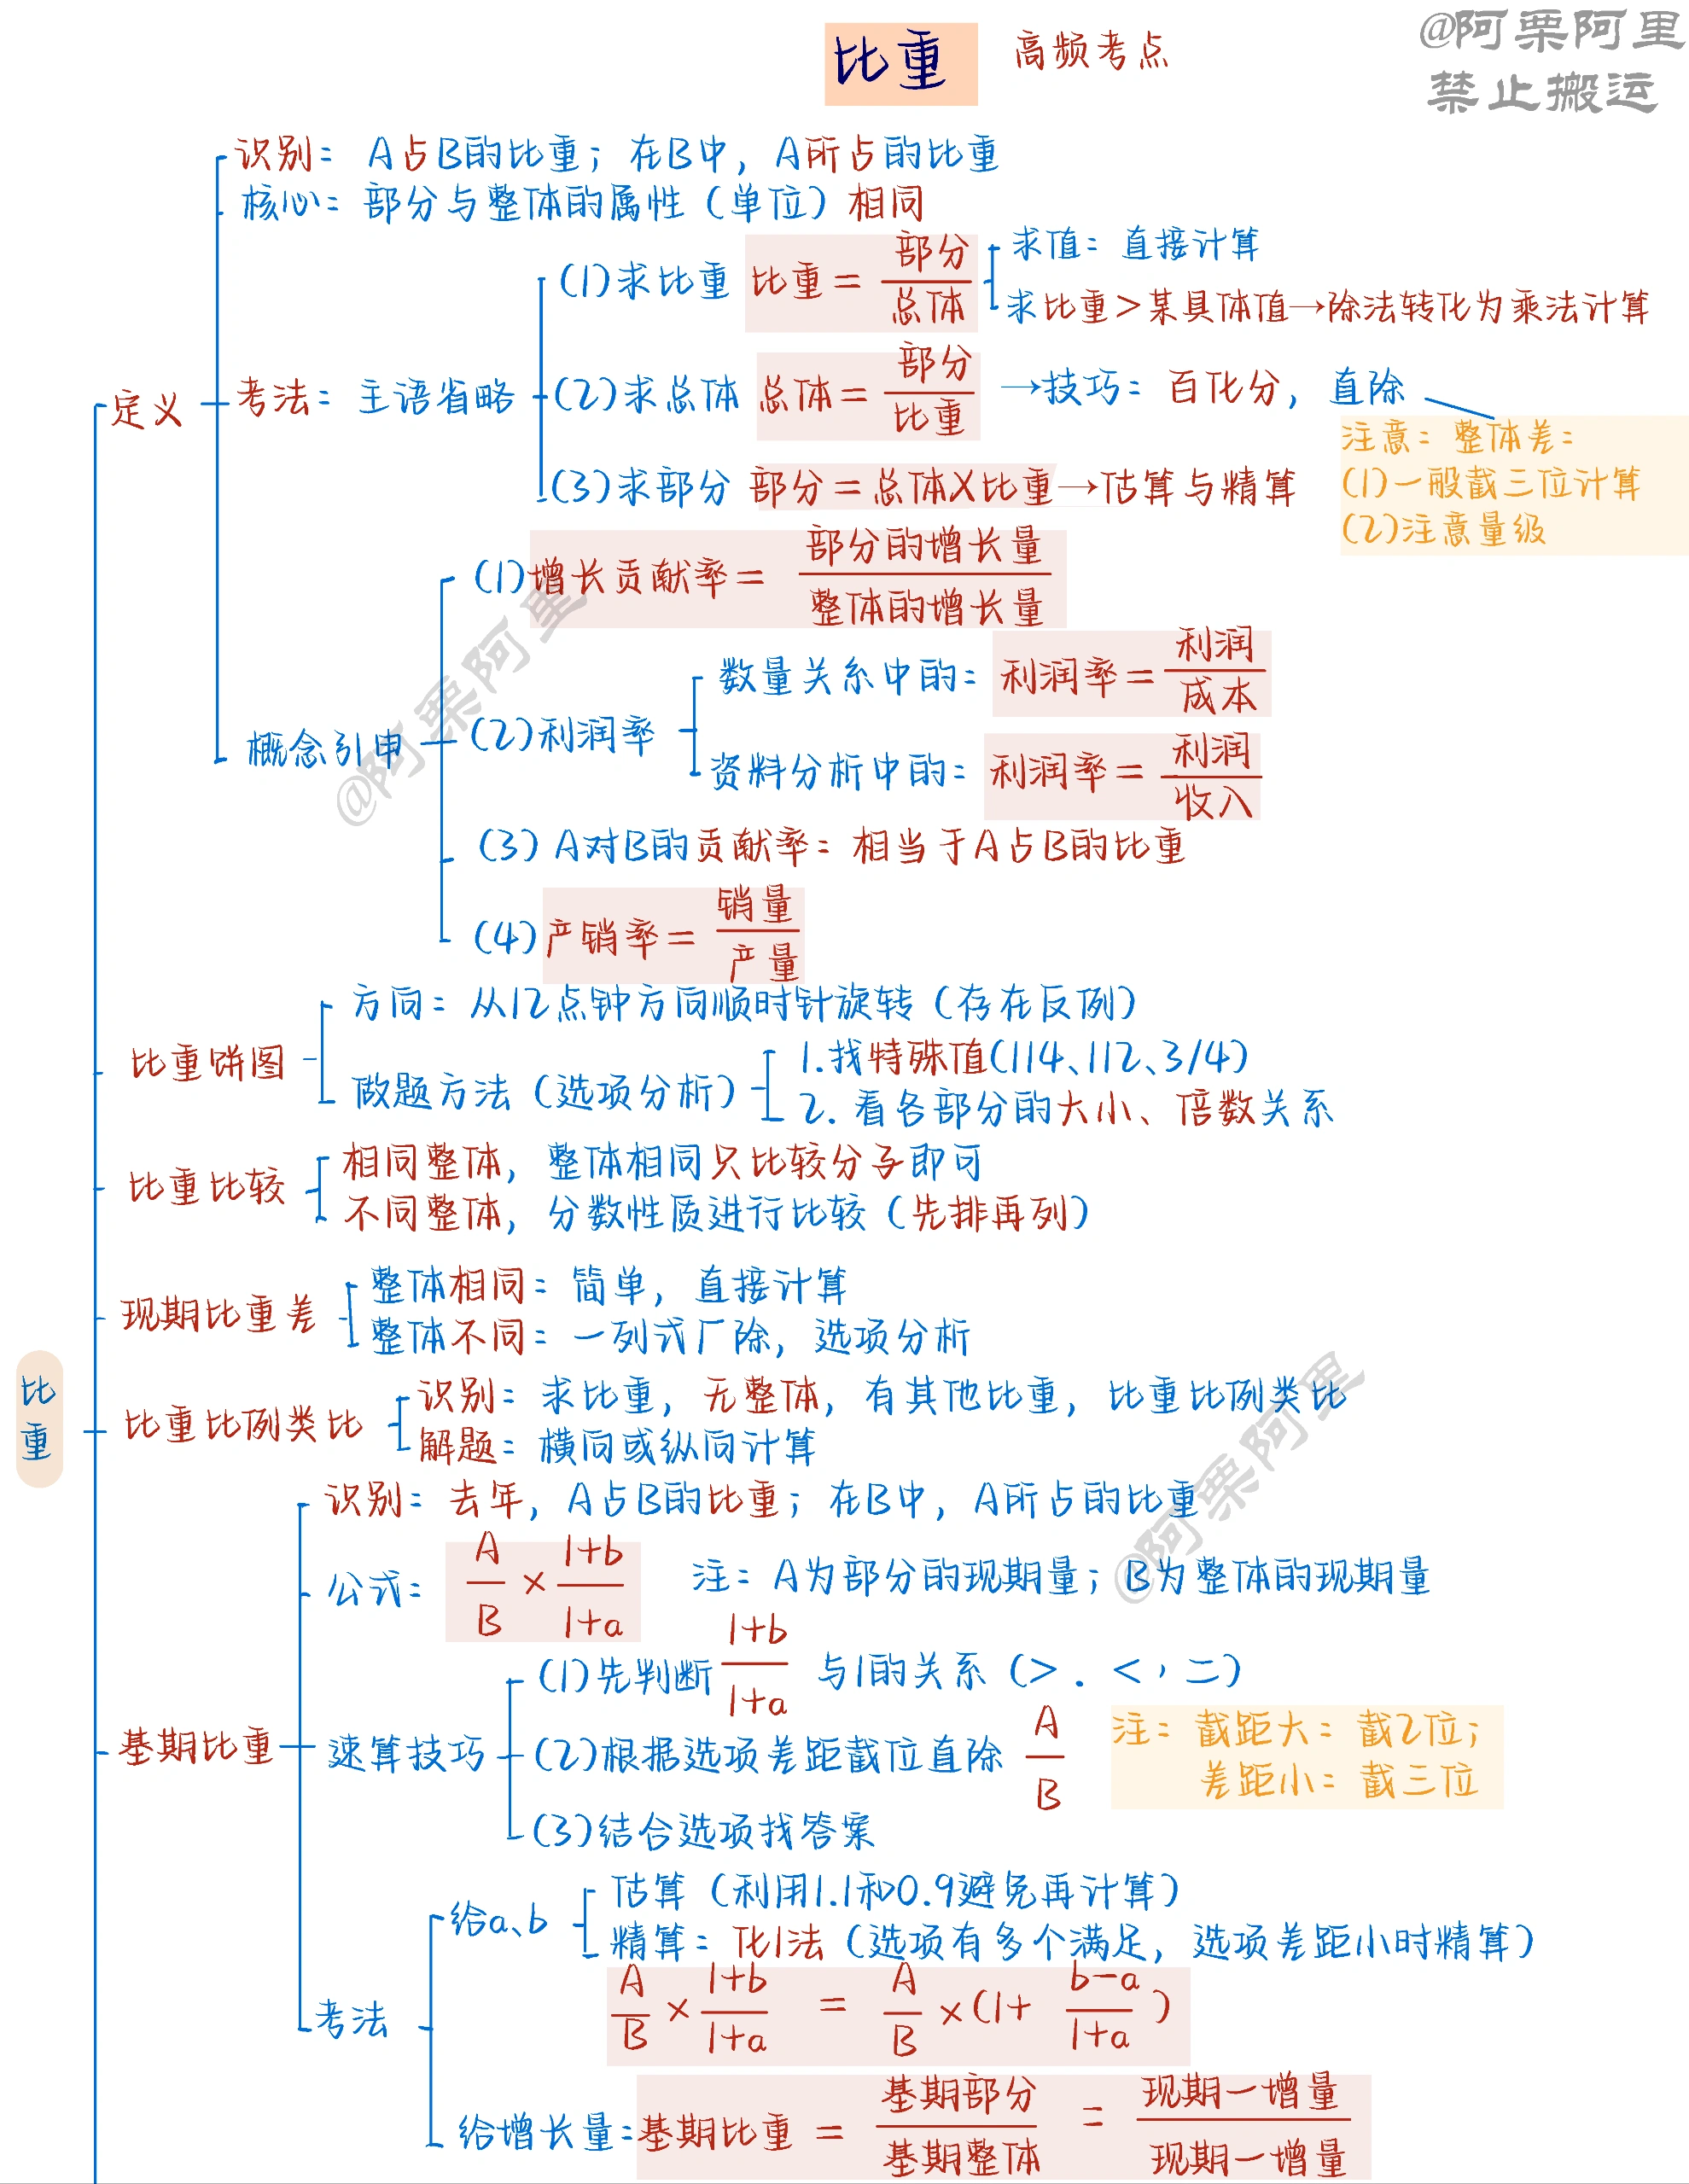 比重 高频考点
@阿栗阿里
禁止搬运
识别：A占B的比重；在B中，A所占的比重
核心：部分与整体的属性（单位）相同
定义
考法：主语省略
(1)求比重 比重＝部分/总体
求值：直接计算
求比重＞某具体值→除法转化为乘法计算
(2)求总体 总体＝部分/比重 →技巧：百化分，直除
注意：整体差：
(1)一般截三位计算
(2)注意量级
(3)求部分 部分＝总体X比重→估算与精算
概念引申
(1)增长贡献率＝部分的增长量/整体的增长量
(2)利润率
数量关系中的：利润率＝利润/成本
资料分析中的：利润率＝利润/收入
(3)A对B的贡献率：相当于A占B的比重
(4)产销率＝销量/产量
@阿栗阿里
比重饼图
方向：从12点钟方向顺时针旋转（存在反例）
做题方法（选项分析）
1.找特殊值(114、112、3/4)
2.看各部分的大小、倍数关系
比重比较
相同整体，整体相同只比较分子即可
不同整体，分数性质进行比较（先排再列）
现期比重差
整体相同：简单，直接计算
整体不同：一列式厂除，选项分析
比重
比重比例类比
识别：求比重，无整体，有其他比重，比重比例类比
解题：横向或纵向计算
@阿栗阿里
基期比重
识别：去年，A占B的比重；在B中，A所占的比重
公式：A/B×1+b/1+a 注：A为部分的现期量；B为整体的现期量
速算技巧
(1)先判断1+b/1+a与1的关系（>．<，二）
(2)根据选项差距截位直除A/B
注：截距大：截2位；
差距小：截三位
(3)结合选项找答案
考法
给a、b
估算（利用1.1和0.9避免再计算）
精算：化1法（选项有多个满足，选项差距小时精算）
A/B×1+b/1+a＝A/B×(1+b-a/1+a)
给增长量：基期比重＝基期部分/基期整体＝现期一增量/现期一增量